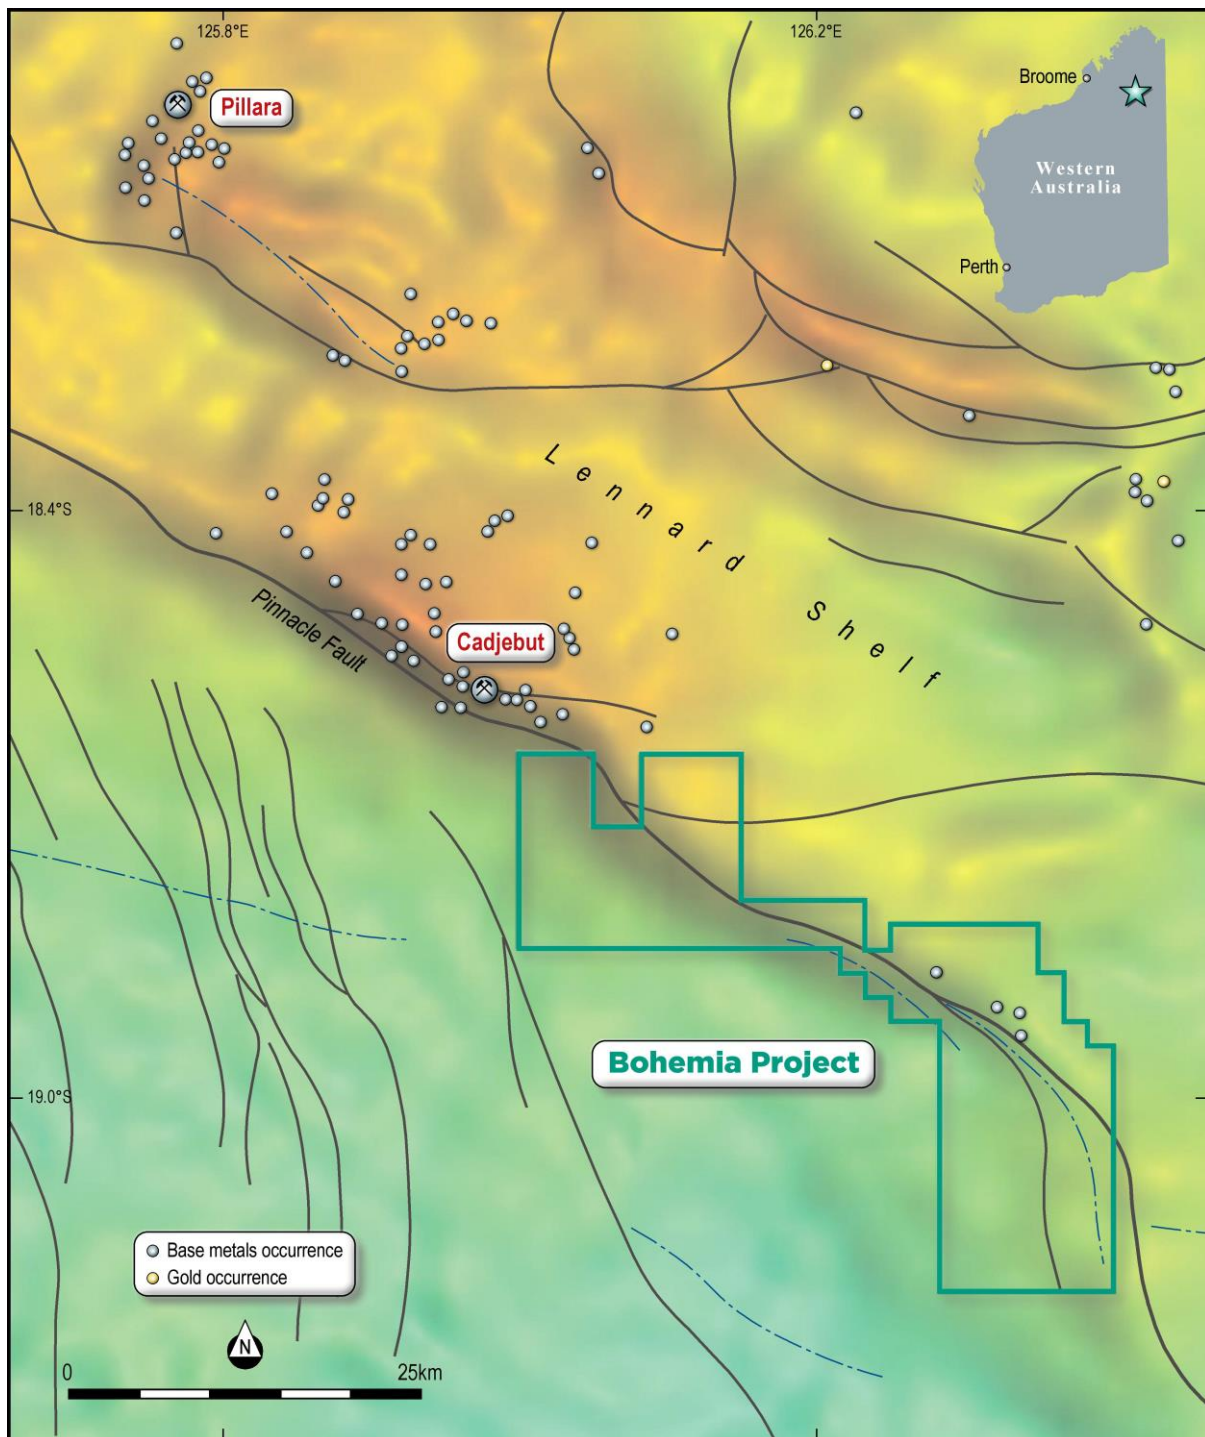 125.8°E
126.2°E
Broome
Pillara
Western
Australia
Perth
Lennard Shelf
18.4°S
Pinnacle Fault
Cadjebut
Bohemia Project
19.0°S
Base metals occurrence
Gold occurrence
N
0
25km